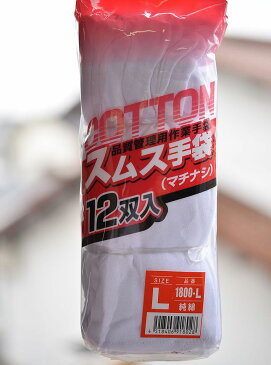 COTTON
品質管理用作業手袋
スムス手袋
(マチナシ)
12双入
SIZE
L
品番
1800-L
純綿